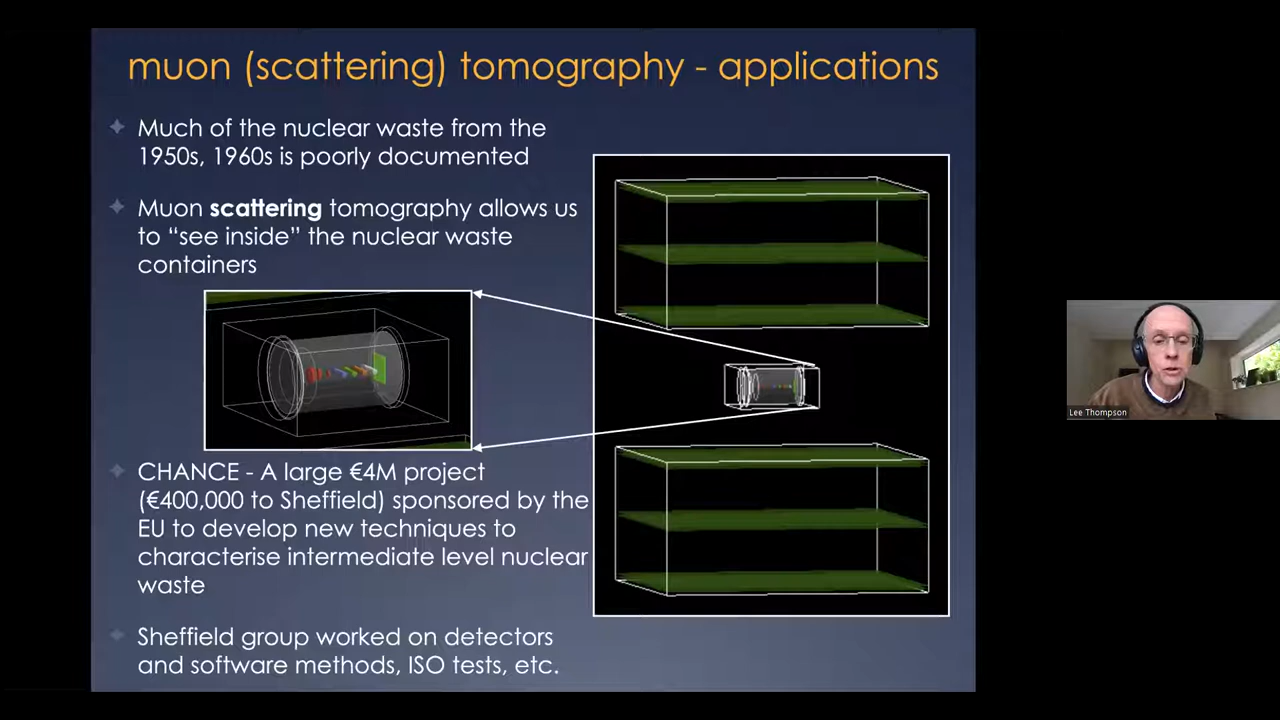 muon (scattering) tomography - applications
Much of the nuclear waste from the
1950s, 1960s is poorly documented
Muon scattering tomography allows us
to “see inside” the nuclear waste
containers
CHANCE - A large €4M project
(€400,000 to Sheffield) sponsored by the
EU to develop new techniques to
characterise intermediate level nuclear
waste
Sheffield group worked on detectors
and software methods, ISO tests, etc.
Lee Thompson